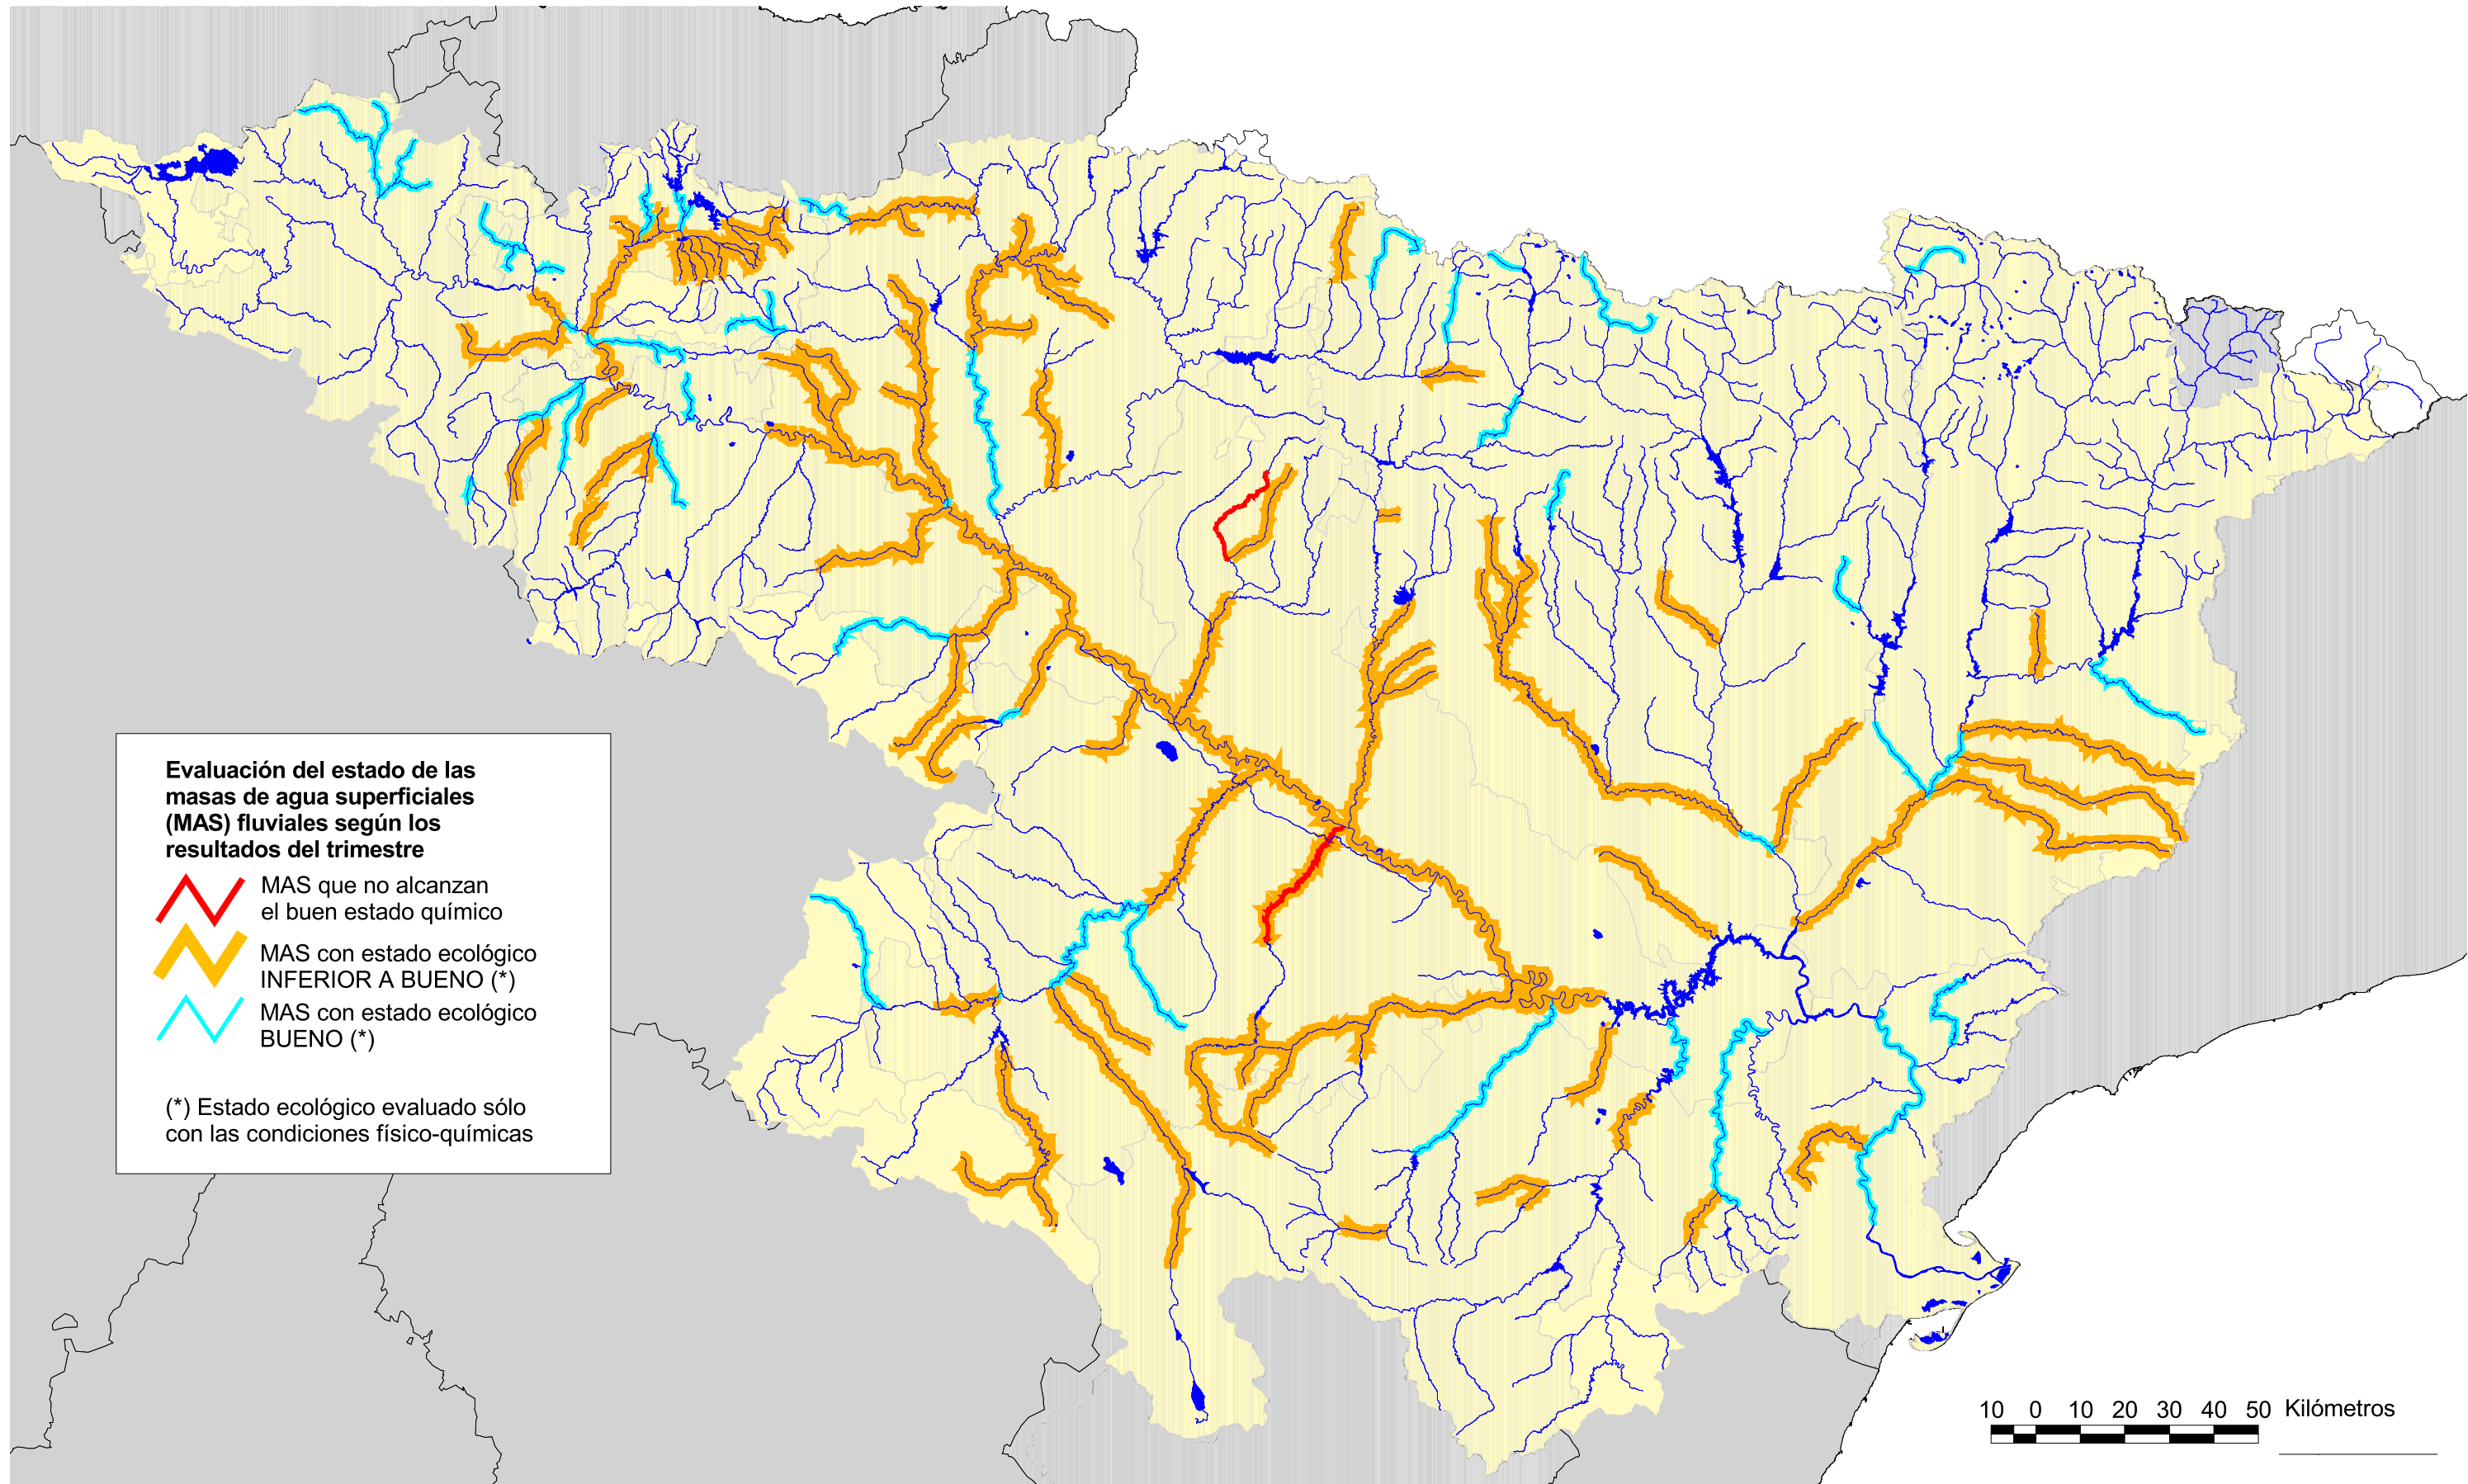 Evaluación del estado de las
masas de agua superficiales
(MAS) fluviales según los
resultados del trimestre
MAS que no alcanzan
el buen estado químico
MAS con estado ecológico
INFERIOR A BUENO (*)
MAS con estado ecológico
BUENO (*)
(*) Estado ecológico evaluado sólo
con las condiciones físico-químicas
10 0 10 20 30 40 50 Kilómetros